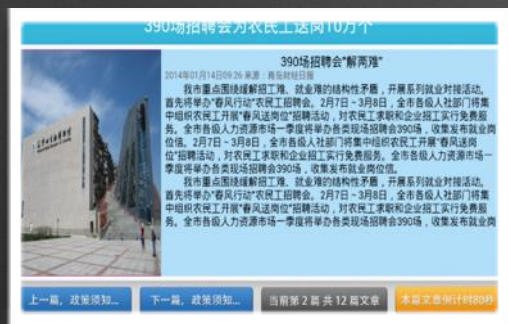 390场招聘会为农民工送岗10万个
390场招聘会"解两难"
2014年01月14日09:26 来源：青岛财经日报
我市重点围绕缓解招工难、就业难的结构性矛盾，开展系列就业对接活动。
首先将举办"春风行动"农民工招聘会。2月7日~3月8日，全市各级人社部门将集
中组织农民工开展"春风送岗位"招聘活动，对农民工求职和企业招工实行免费服
务。全市各级人力资源市场一季度将举办各类现场招聘会390场，收集发布就业岗
位信。2月7日~3月8日，全市各级人社部门将集中组织农民工开展"春风送岗
位"招聘活动，对农民工求职和企业招工实行免费服务。全市各级人力资源市场一
季度将举办各类现场招聘会390场，收集发布就业岗位信。
我市重点围绕缓解招工难、就业难的结构性矛盾，开展系列就业对接活动。
首先将举办"春风行动"农民工招聘会。2月7日~3月8日，全市各级人社部门将集
中组织农民工开展"春风送岗位"招聘活动，对农民工求职和企业招工实行免费服
务。全市各级人力资源市场一季度将举办各类现场招聘会390场，收集发布就业岗
上一篇，政策须知...
下一篇，政策须知...
当前第 2 篇 共 12 篇文章
本篇文章倒计时80秒